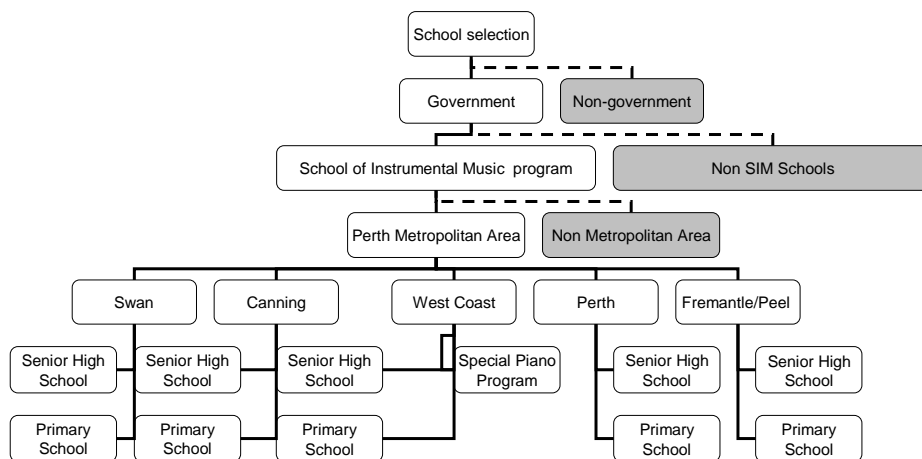 School selection
Government
Non-government
School of Instrumental Music program
Non SIM Schools
Perth Metropolitan Area
Non Metropolitan Area
Swan
Canning
West Coast
Perth
Fremantle/Peel
Senior High
School
Senior High
School
Senior High
School
Special Piano
Program
Senior High
School
Senior High
School
Primary
School
Primary
School
Primary
School
Primary
School
Primary
School